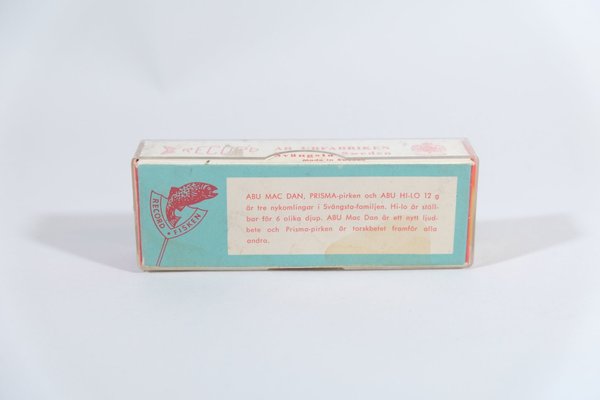 RECORD AB URFABRIKEN
Svängsta Sweden
Made in Sweden
RECORD
FISKEN
ABU MAC DAN, PRISMA-pirken och ABU HI-LO 12 g
är tre nykomlingar i Svängsta-familjen. Hi-lo är ställ-
bar för 6 olika djup. ABU Mac Dan är ett nytt ljud-
bete och Prisma-pirken är torskbetet framför alla
andra.